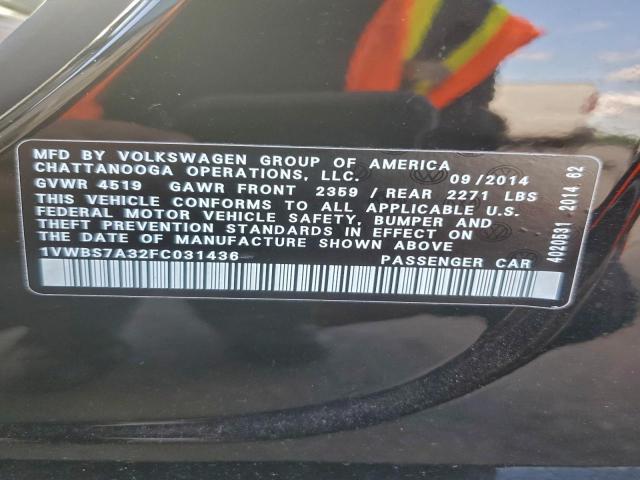 MFD BY VOLKSWAGEN GROUP OF AMERICA
CHATTANOOGA OPERATIONS, LLC. 09/2014
GVWR 4519 GAWR FRONT 2359 / REAR 2271 LBS
THIS VEHICLE CONFORMS TO ALL APPLICABLE U.S.
FEDERAL MOTOR VEHICLE SAFETY, BUMPER AND
THEFT PREVENTION STANDARDS IN EFFECT ON
THE DATE OF MANUFACTURE SHOWN ABOVE
1VWBS7A32FC031436 PASSENGER CAR
4020531 2014 62